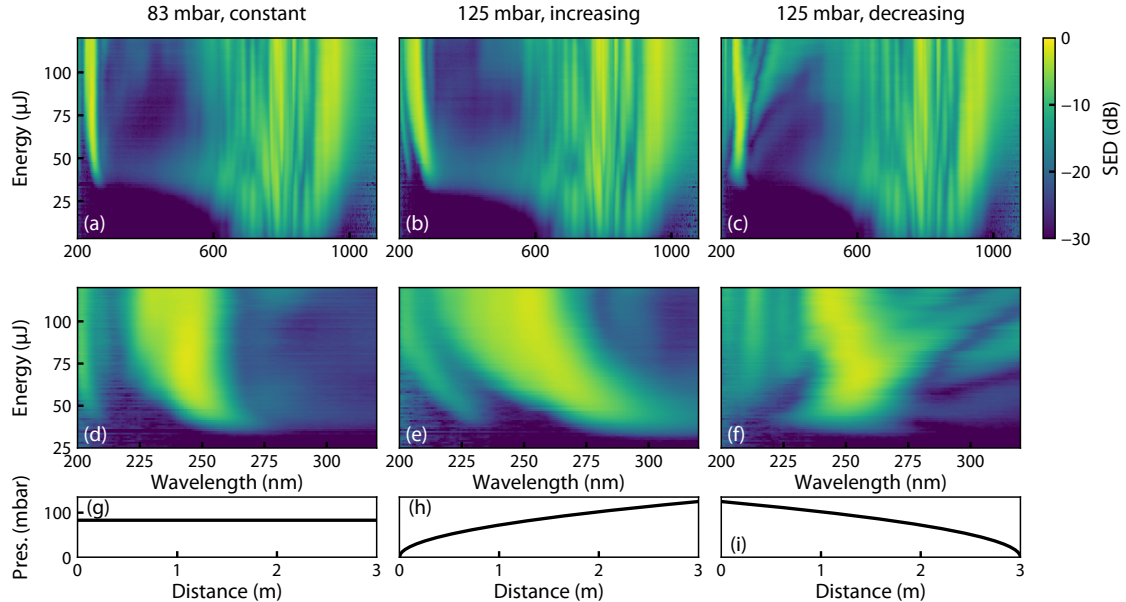 83 mbar, constant
125 mbar, increasing
125 mbar, decreasing
Energy (μJ)
100
75
50
25
(a)
200
600
1000
(b)
200
600
1000
(c)
200
600
1000
0
−10
−20
−30
SED (dB)
Energy (μJ)
100
75
50
25
(d)
200
225
250
275
300
Wavelength (nm)
(e)
200
225
250
275
300
Wavelength (nm)
(f)
200
225
250
275
300
Wavelength (nm)
Pres. (mbar)
100
0
(g)
0
1
2
3
Distance (m)
(h)
0
1
2
3
Distance (m)
(i)
0
1
2
3
Distance (m)